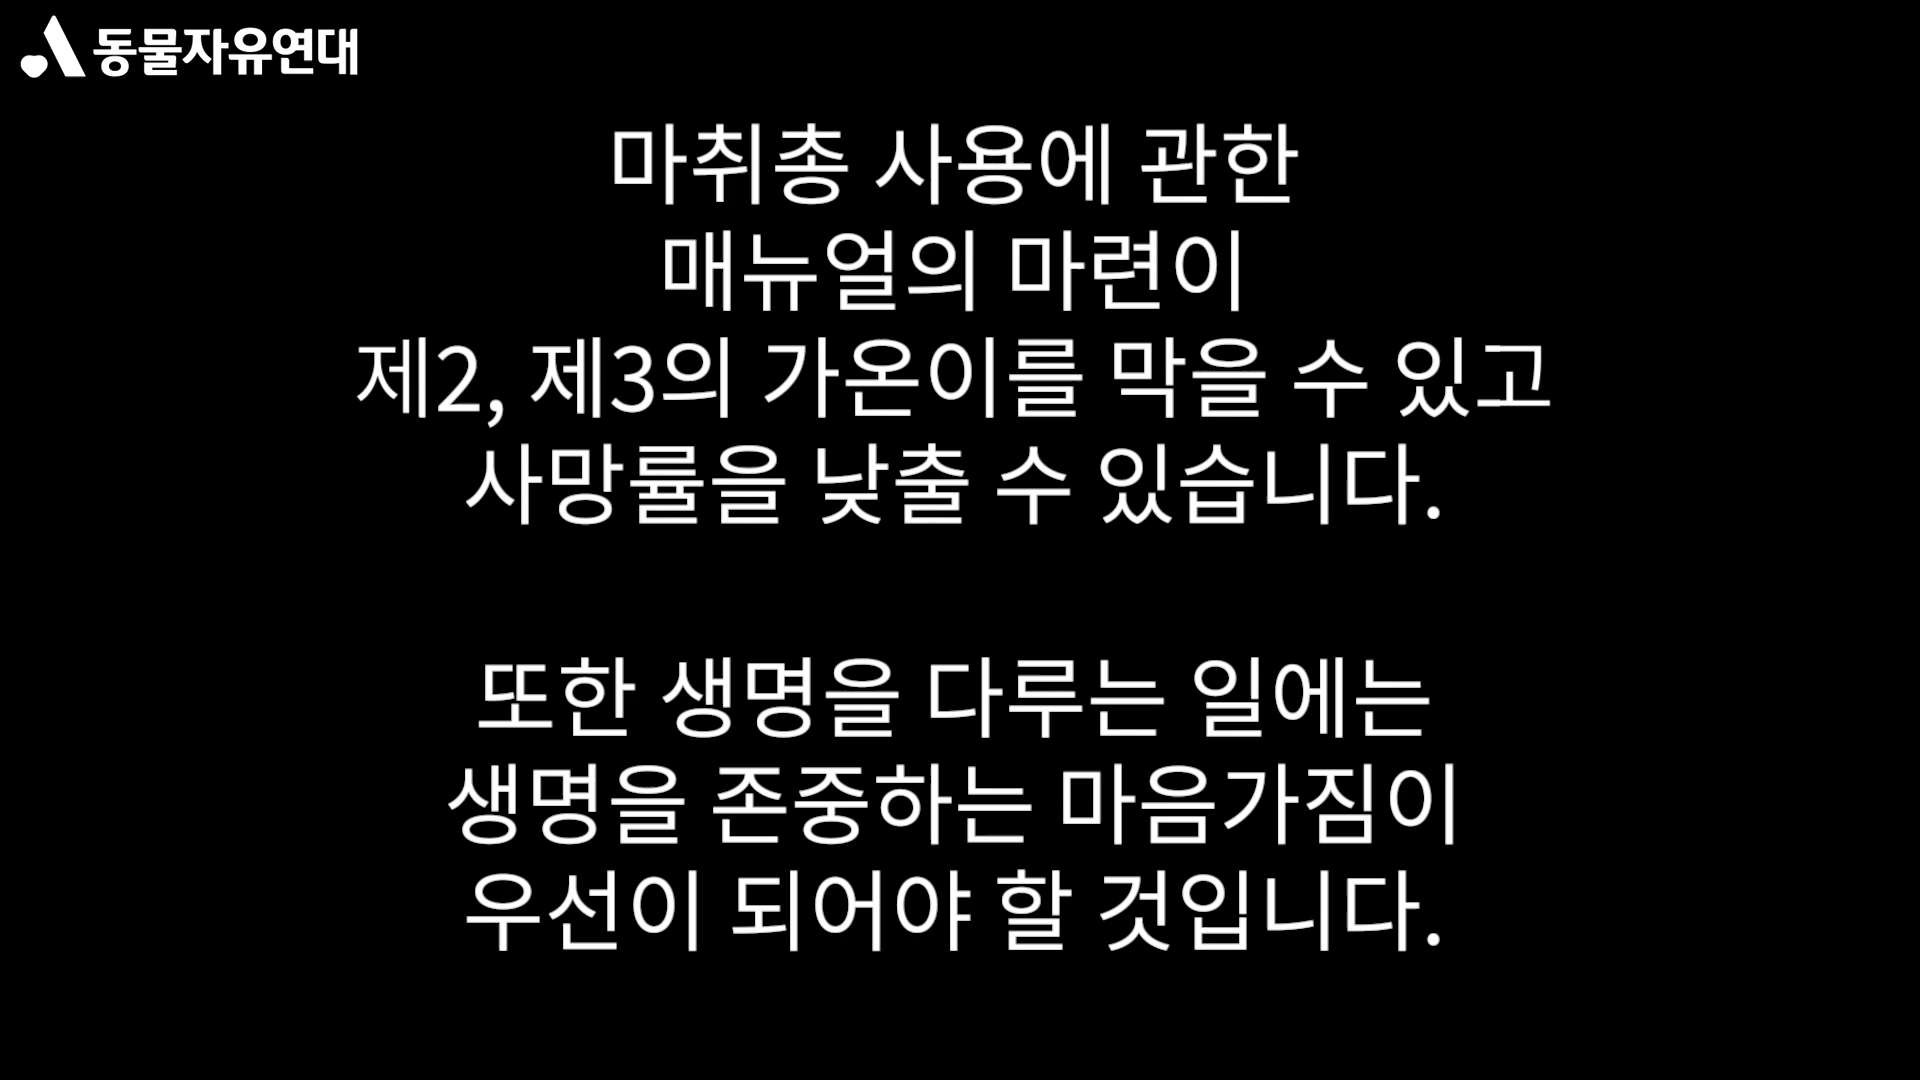 동물자유연대
마취총 사용에 관한
매뉴얼의 마련이
제2, 제3의 가온이를 막을 수 있고
사망률을 낮출 수 있습니다.
또한 생명을 다루는 일에는
생명을 존중하는 마음가짐이
우선이 되어야 할 것입니다.